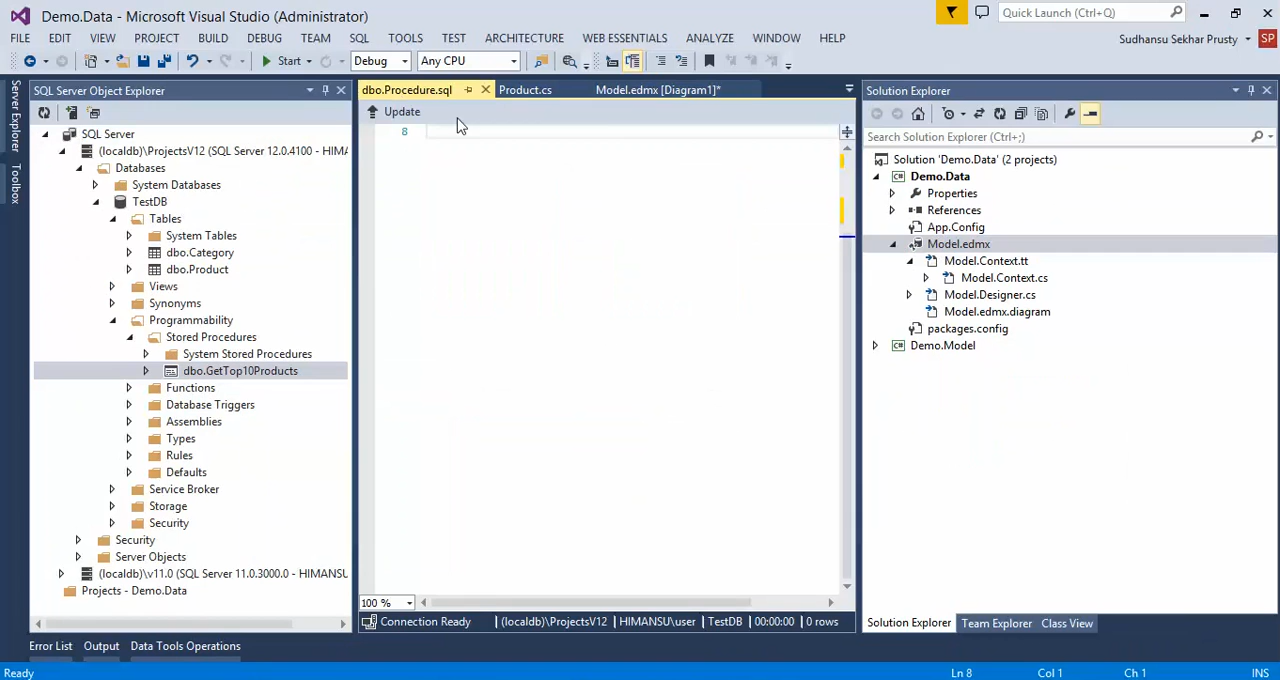 Demo.Data - Microsoft Visual Studio (Administrator)
Quick Launch (Ctrl+Q)
FILE EDIT VIEW PROJECT BUILD DEBUG TEAM SQL TOOLS TEST ARCHITECTURE WEB ESSENTIALS ANALYZE WINDOW HELP
Sudhansu Sekhar Prusty SP
Start Debug Any CPU
Server Explorer
Toolbox
SQL Server Object Explorer
SQL Server
(localdb)\ProjectsV12 (SQL Server 12.0.4100 - HIMANSU
Databases
System Databases
TestDB
Tables
System Tables
dbo.Category
dbo.Product
Views
Synonyms
Programmability
Stored Procedures
System Stored Procedures
dbo.GetTop10Products
Functions
Database Triggers
Assemblies
Types
Rules
Defaults
Service Broker
Storage
Security
Security
Server Objects
(localdb)\v11.0 (SQL Server 11.0.3000.0 - HIMANSU
Projects - Demo.Data
dbo.Procedure.sql Product.cs Model.edmx [Diagram1]*
Update
8
100 %
Connection Ready (localdb)\ProjectsV12 HIMANSU\user TestDB 00:00:00 0 rows
Solution Explorer
Search Solution Explorer (Ctrl+;)
Solution 'Demo.Data' (2 projects)
Demo.Data
Properties
References
App.Config
Model.edmx
Model.Context.tt
Model.Context.cs
Model.Designer.cs
Model.edmx.diagram
packages.config
Demo.Model
Solution Explorer Team Explorer Class View
Error List Output Data Tools Operations
Ready Ln 8 Col 1 Ch 1 INS